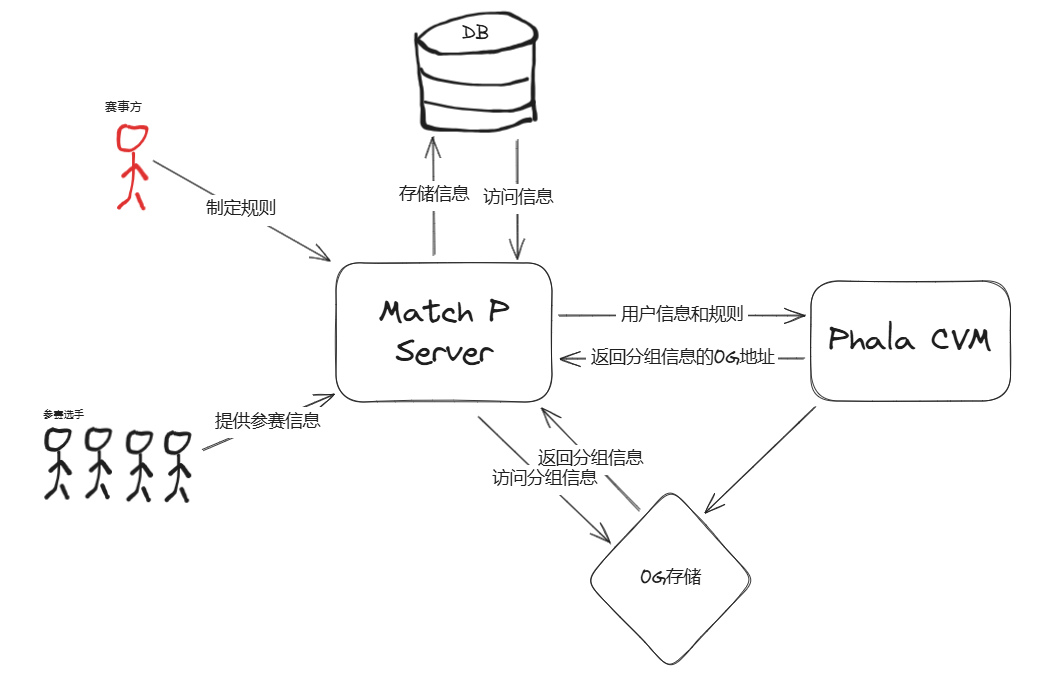 DB
赛事方
存储信息
访问信息
制定规则
Match P
Server
用户信息和规则
Phala CVM
返回分组信息的0G地址
参赛选手
提供参赛信息
返回分组信息
访问分组信息
0G存储